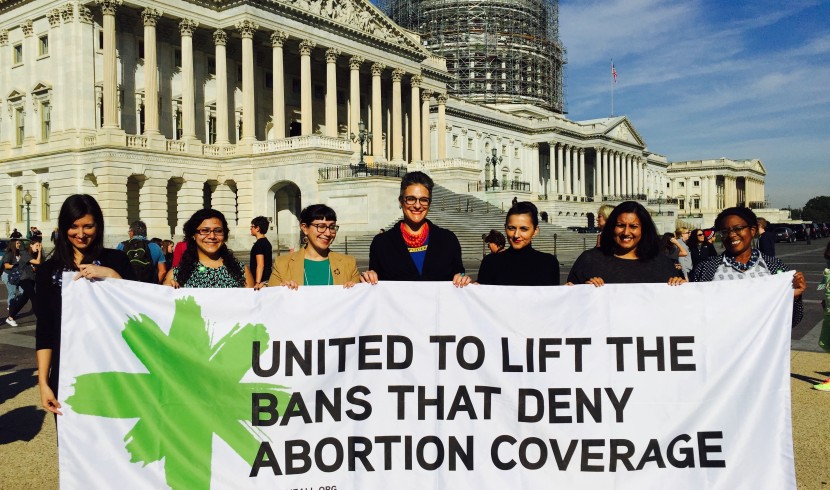 UNITED TO LIFT THE
BANS THAT DENY
ABORTION COVERAGE